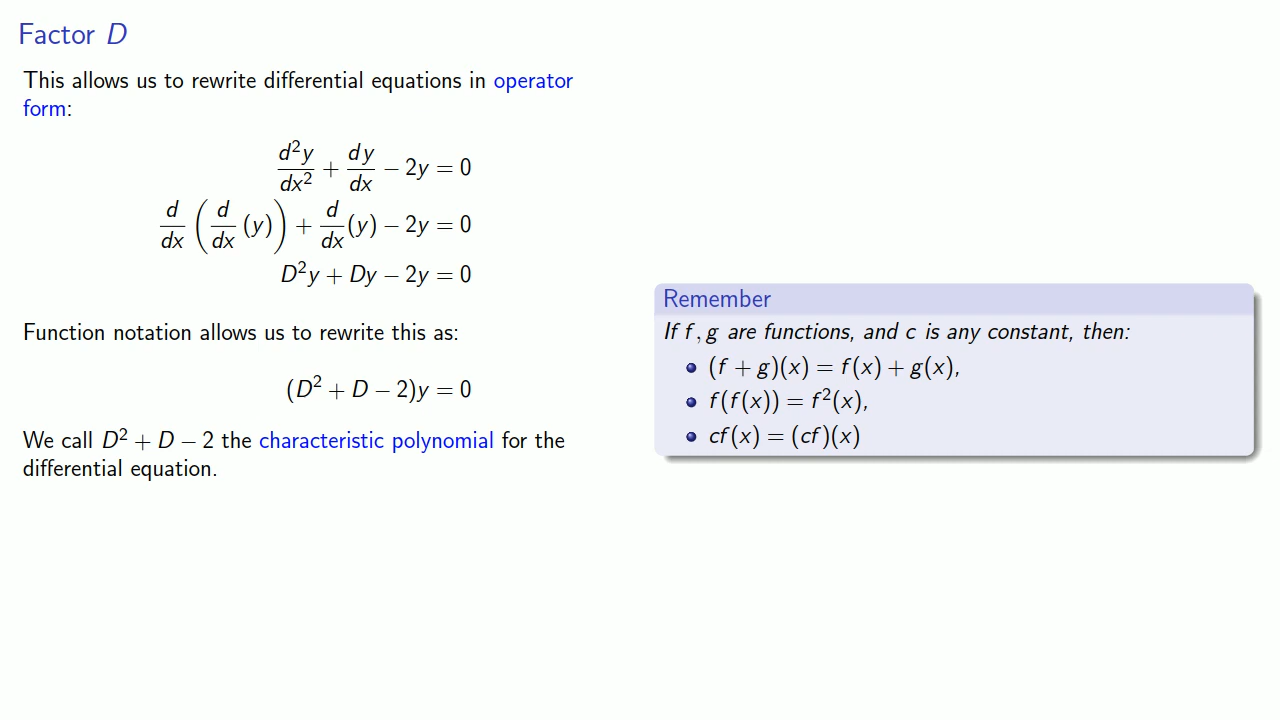 Factor D
This allows us to rewrite differential equations in operator
form:
d²y/dx² + dy/dx − 2y = 0
d/dx (d/dx (y)) + d/dx (y) − 2y = 0
D²y + Dy − 2y = 0
Function notation allows us to rewrite this as:
(D² + D − 2)y = 0
We call D² + D − 2 the characteristic polynomial for the
differential equation.
Remember
If f, g are functions, and c is any constant, then:
• (f + g)(x) = f(x) + g(x),
• f(f(x)) = f²(x),
• cf(x) = (cf)(x)